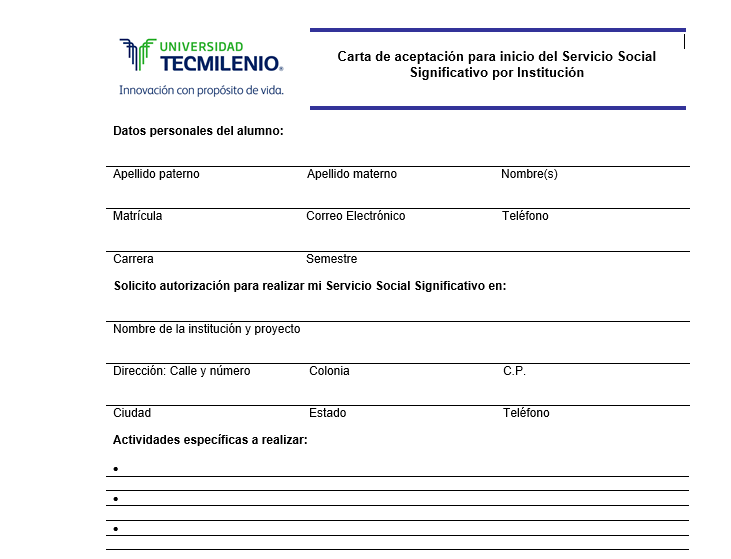 UNIVERSIDAD
TECMILENIO®
Innovación con propósito de vida.
Carta de aceptación para inicio del Servicio Social
Significativo por Institución
Datos personales del alumno:
Apellido paterno Apellido materno Nombre(s)
Matrícula Correo Electrónico Teléfono
Carrera Semestre
Solicito autorización para realizar mi Servicio Social Significativo en:
Nombre de la institución y proyecto
Dirección: Calle y número Colonia C.P.
Ciudad Estado Teléfono
Actividades específicas a realizar:
•
•
•